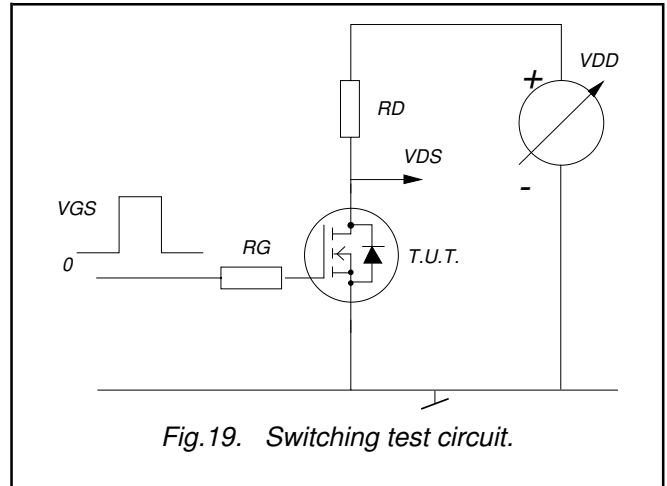 +
VDD
RD
VDS
-
VGS
RG
T.U.T.
0
Fig.19. Switching test circuit.